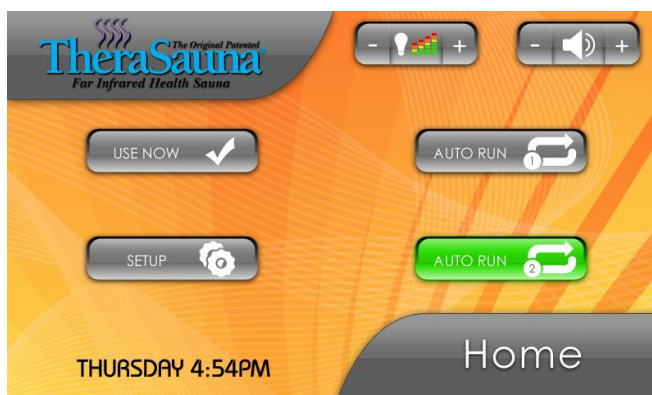 The Original Patented
TheraSauna
Far Infrared Health Sauna
- +
- +
USE NOW
AUTO RUN 1
SETUP
AUTO RUN 2
THURSDAY 4:54PM
Home